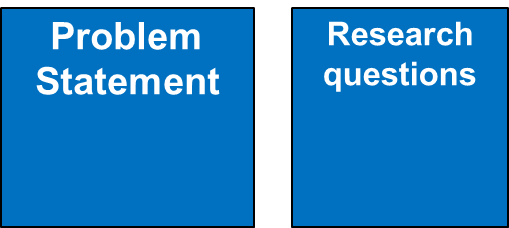 Problem
Statement
Research
questions